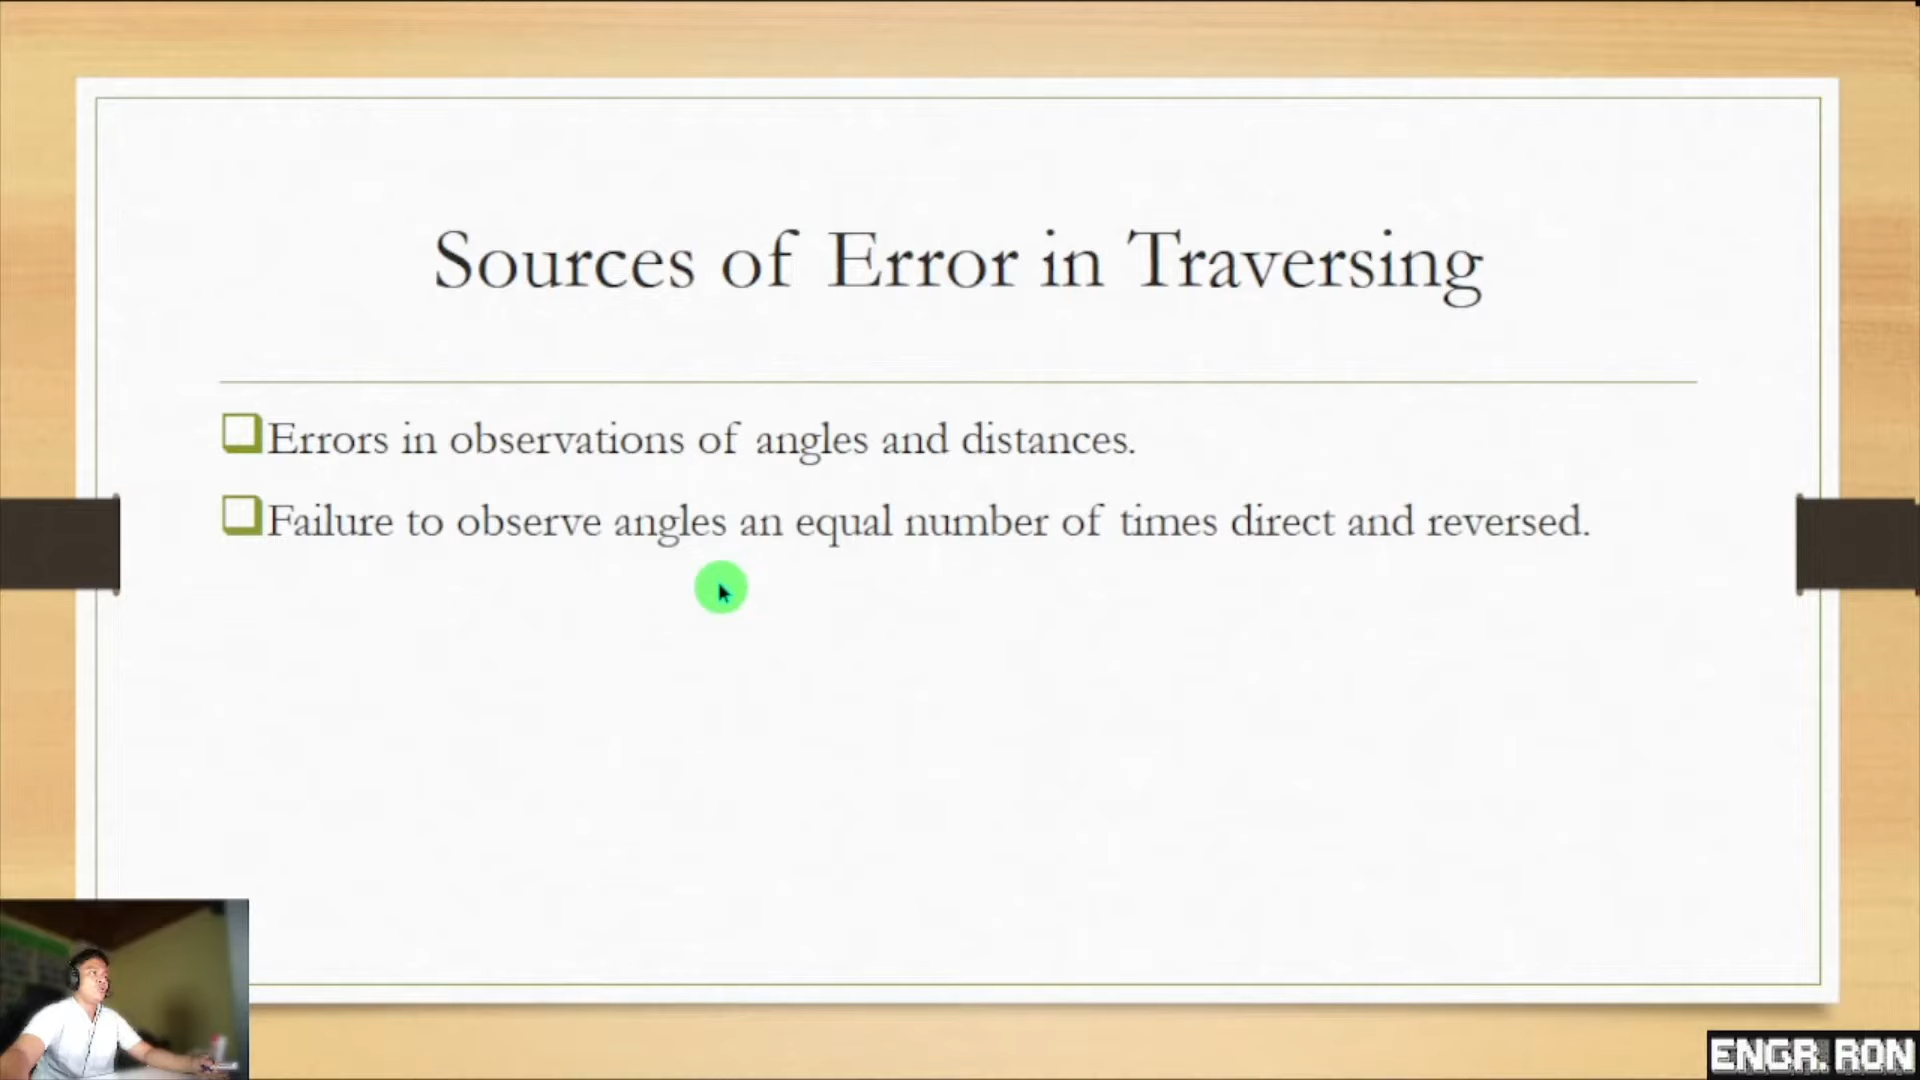 Sources of Error in Traversing
Errors in observations of angles and distances.
Failure to observe angles an equal number of times direct and reversed.
ENGR. RON